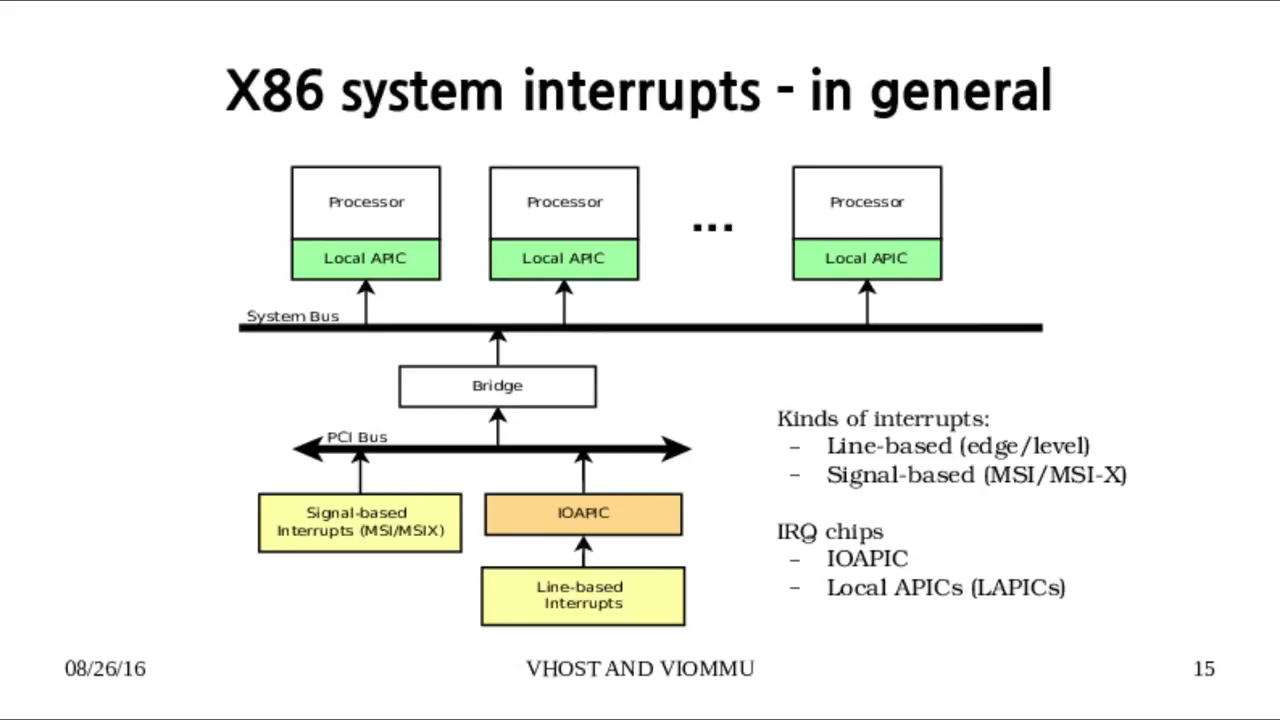 X86 system interrupts - in general
Processor
Processor
...
Processor
Local APIC
Local APIC
Local APIC
System Bus
Bridge
PCI Bus
Signal-based
Interrupts (MSI/MSIX)
IOAPIC
Line-based
Interrupts
Kinds of interrupts:
– Line-based (edge/level)
– Signal-based (MSI/MSI-X)
IRQ chips
– IOAPIC
– Local APICs (LAPICs)
08/26/16
VHOST AND VIOMMU
15